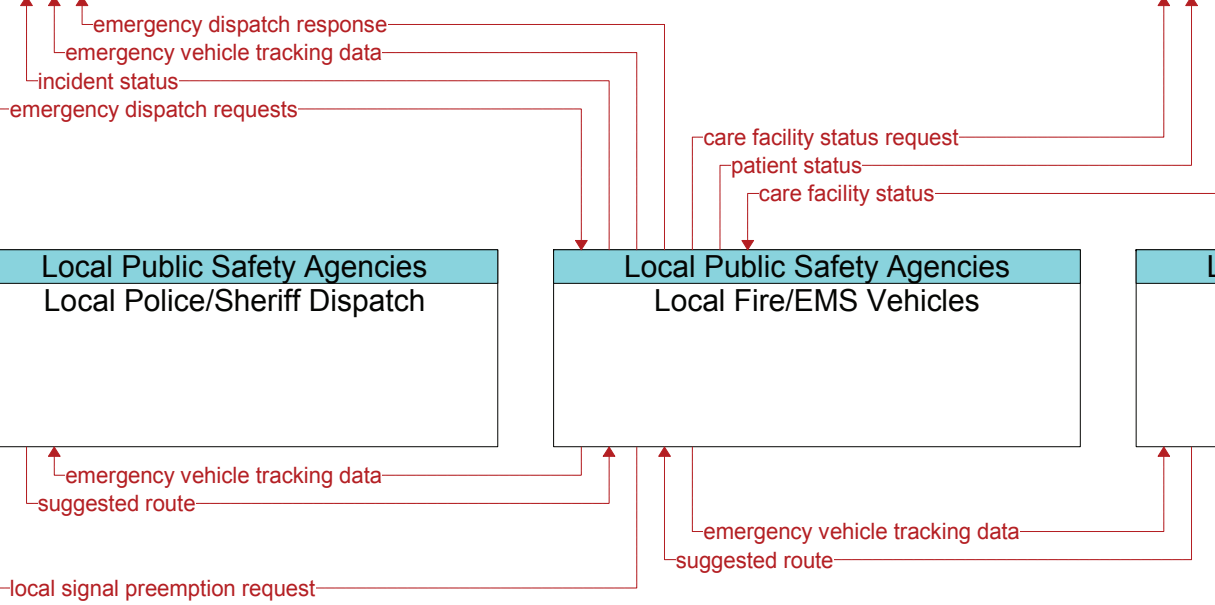 emergency dispatch response
emergency vehicle tracking data
incident status
emergency dispatch requests
care facility status request
patient status
care facility status
Local Public Safety Agencies
Local Police/Sheriff Dispatch
Local Public Safety Agencies
Local Fire/EMS Vehicles
emergency vehicle tracking data
suggested route
emergency vehicle tracking data
suggested route
local signal preemption request